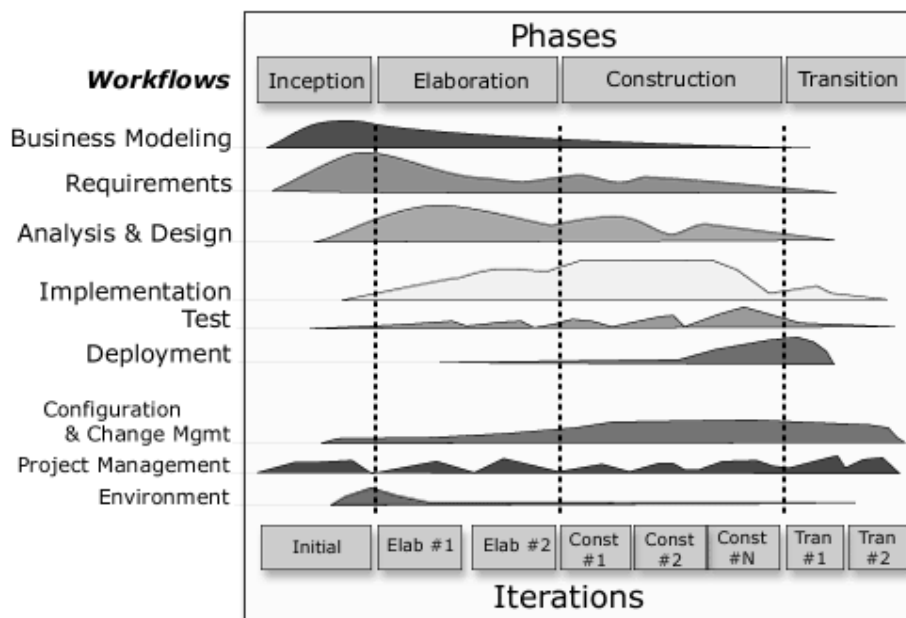 Phases
Workflows
Inception
Elaboration
Construction
Transition
Business Modeling
Requirements
Analysis & Design
Implementation
Test
Deployment
Configuration
& Change Mgmt
Project Management
Environment
Initial
Elab #1
Elab #2
Const
#1
Const
#2
Const
#N
Tran
#1
Tran
#2
Iterations